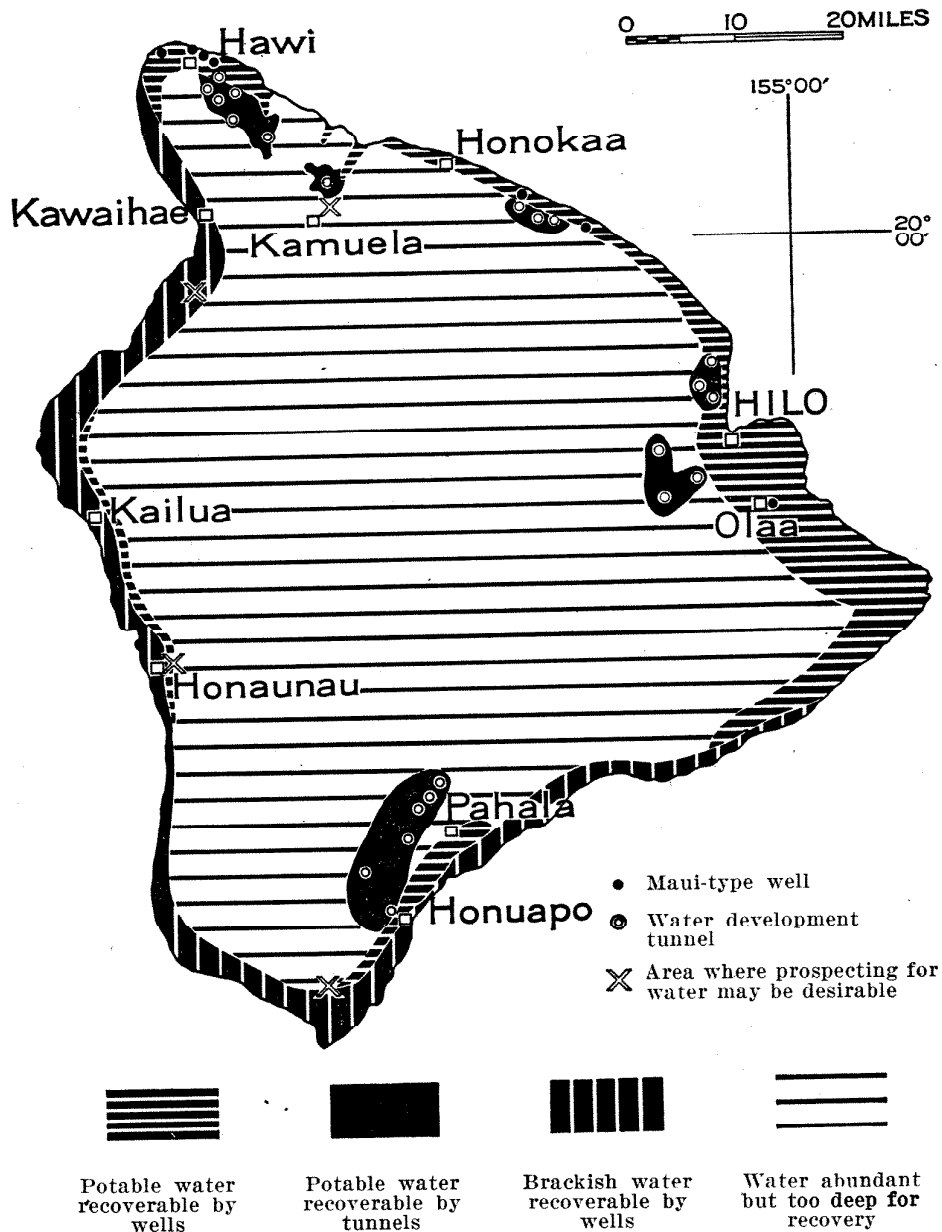 Hawi
0 10 20MILES
155°00′
Honokaa
Kawaihae
Kamuela
20°
00′
HILO
Kailua
Olaa
Honaunau
Pahala
Honuapo
Maui-type well
Water development
tunnel
Area where prospecting for
water may be desirable
Potable water
recoverable by
wells
Potable water
recoverable by
tunnels
Brackish water
recoverable by
wells
Water abundant
but too deep for
recovery